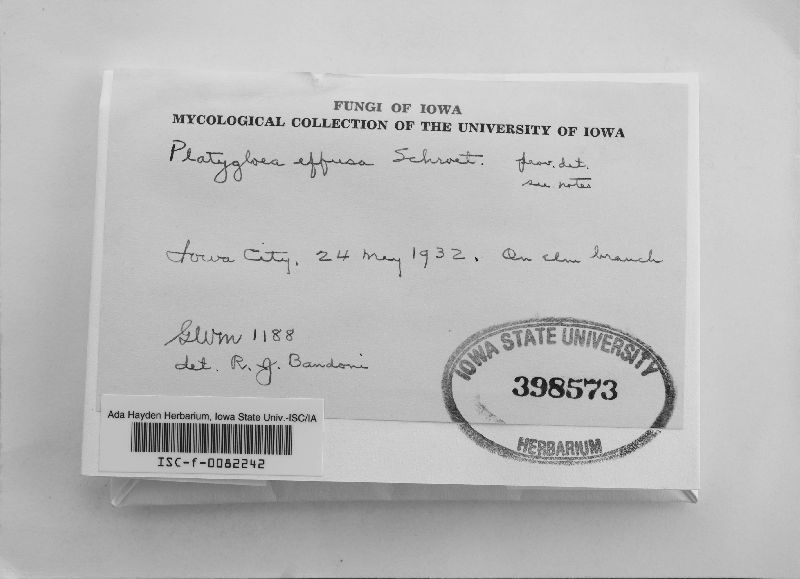 FUNGI OF IOWA
MYCOLOGICAL COLLECTION OF THE UNIVERSITY OF IOWA
Platygloea effusa Schroet. prov. det.
see notes
Iowa City, 24 May 1932. On elm branch
GWM 1188
det. R. J. Bandoni
IOWA STATE UNIVERSITY
398573
HERBARIUM
Ada Hayden Herbarium, Iowa State Univ.-ISC/IA
ISC-f-0082242